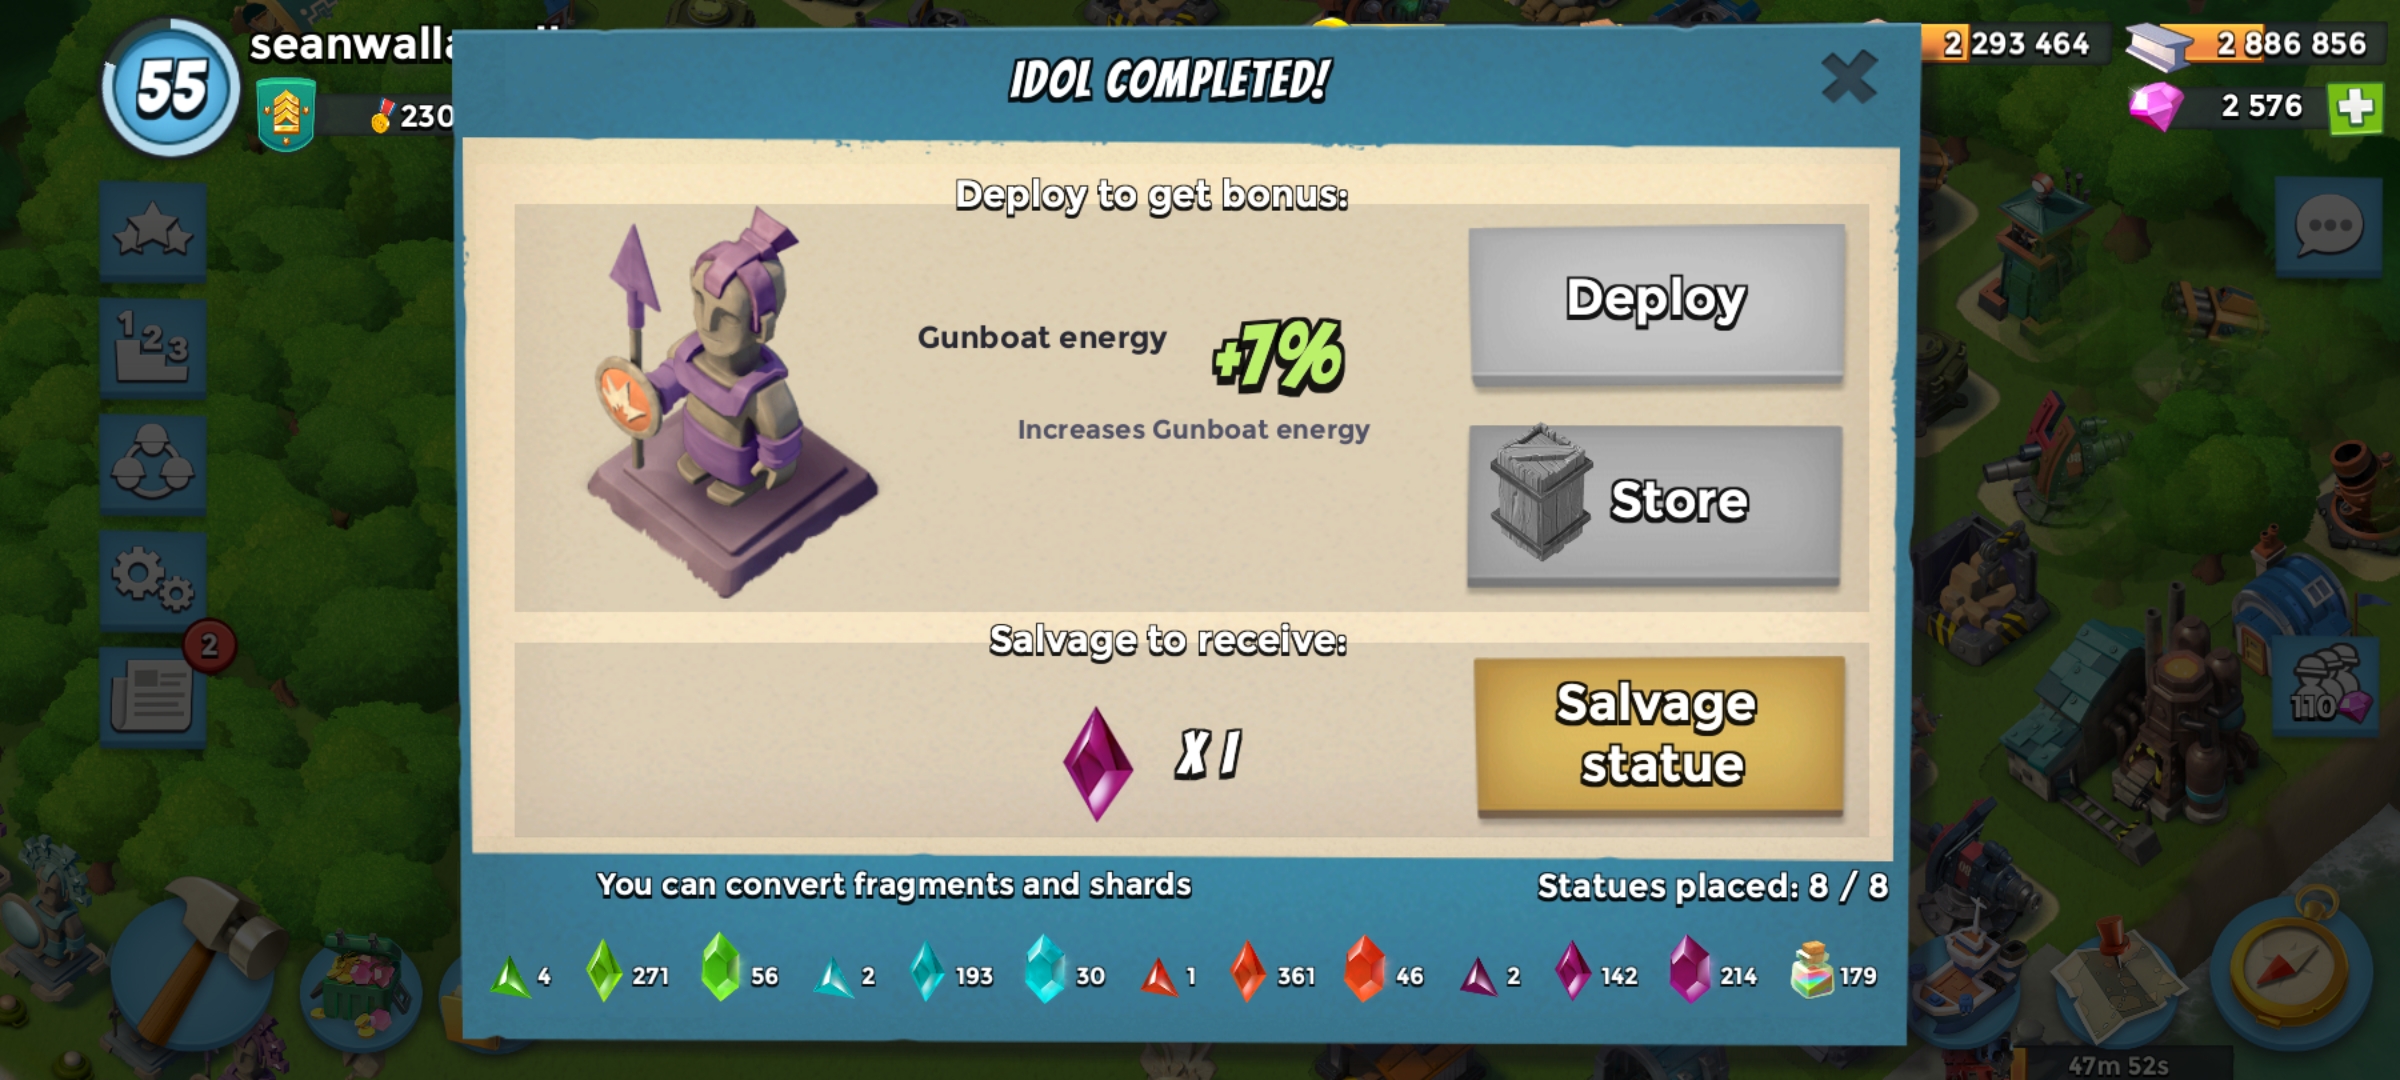 55
230
IDOL COMPLETED!
2 293 464
2 886 856
2 576
Deploy to get bonus:
Gunboat energy
+7%
Increases Gunboat energy
Deploy
Store
1 2 3
2
Salvage to receive:
X 1
Salvage
statue
110
You can convert fragments and shards
Statues placed: 8 / 8
4
271
56
2
193
30
1
361
46
2
142
214
179
47m 52s